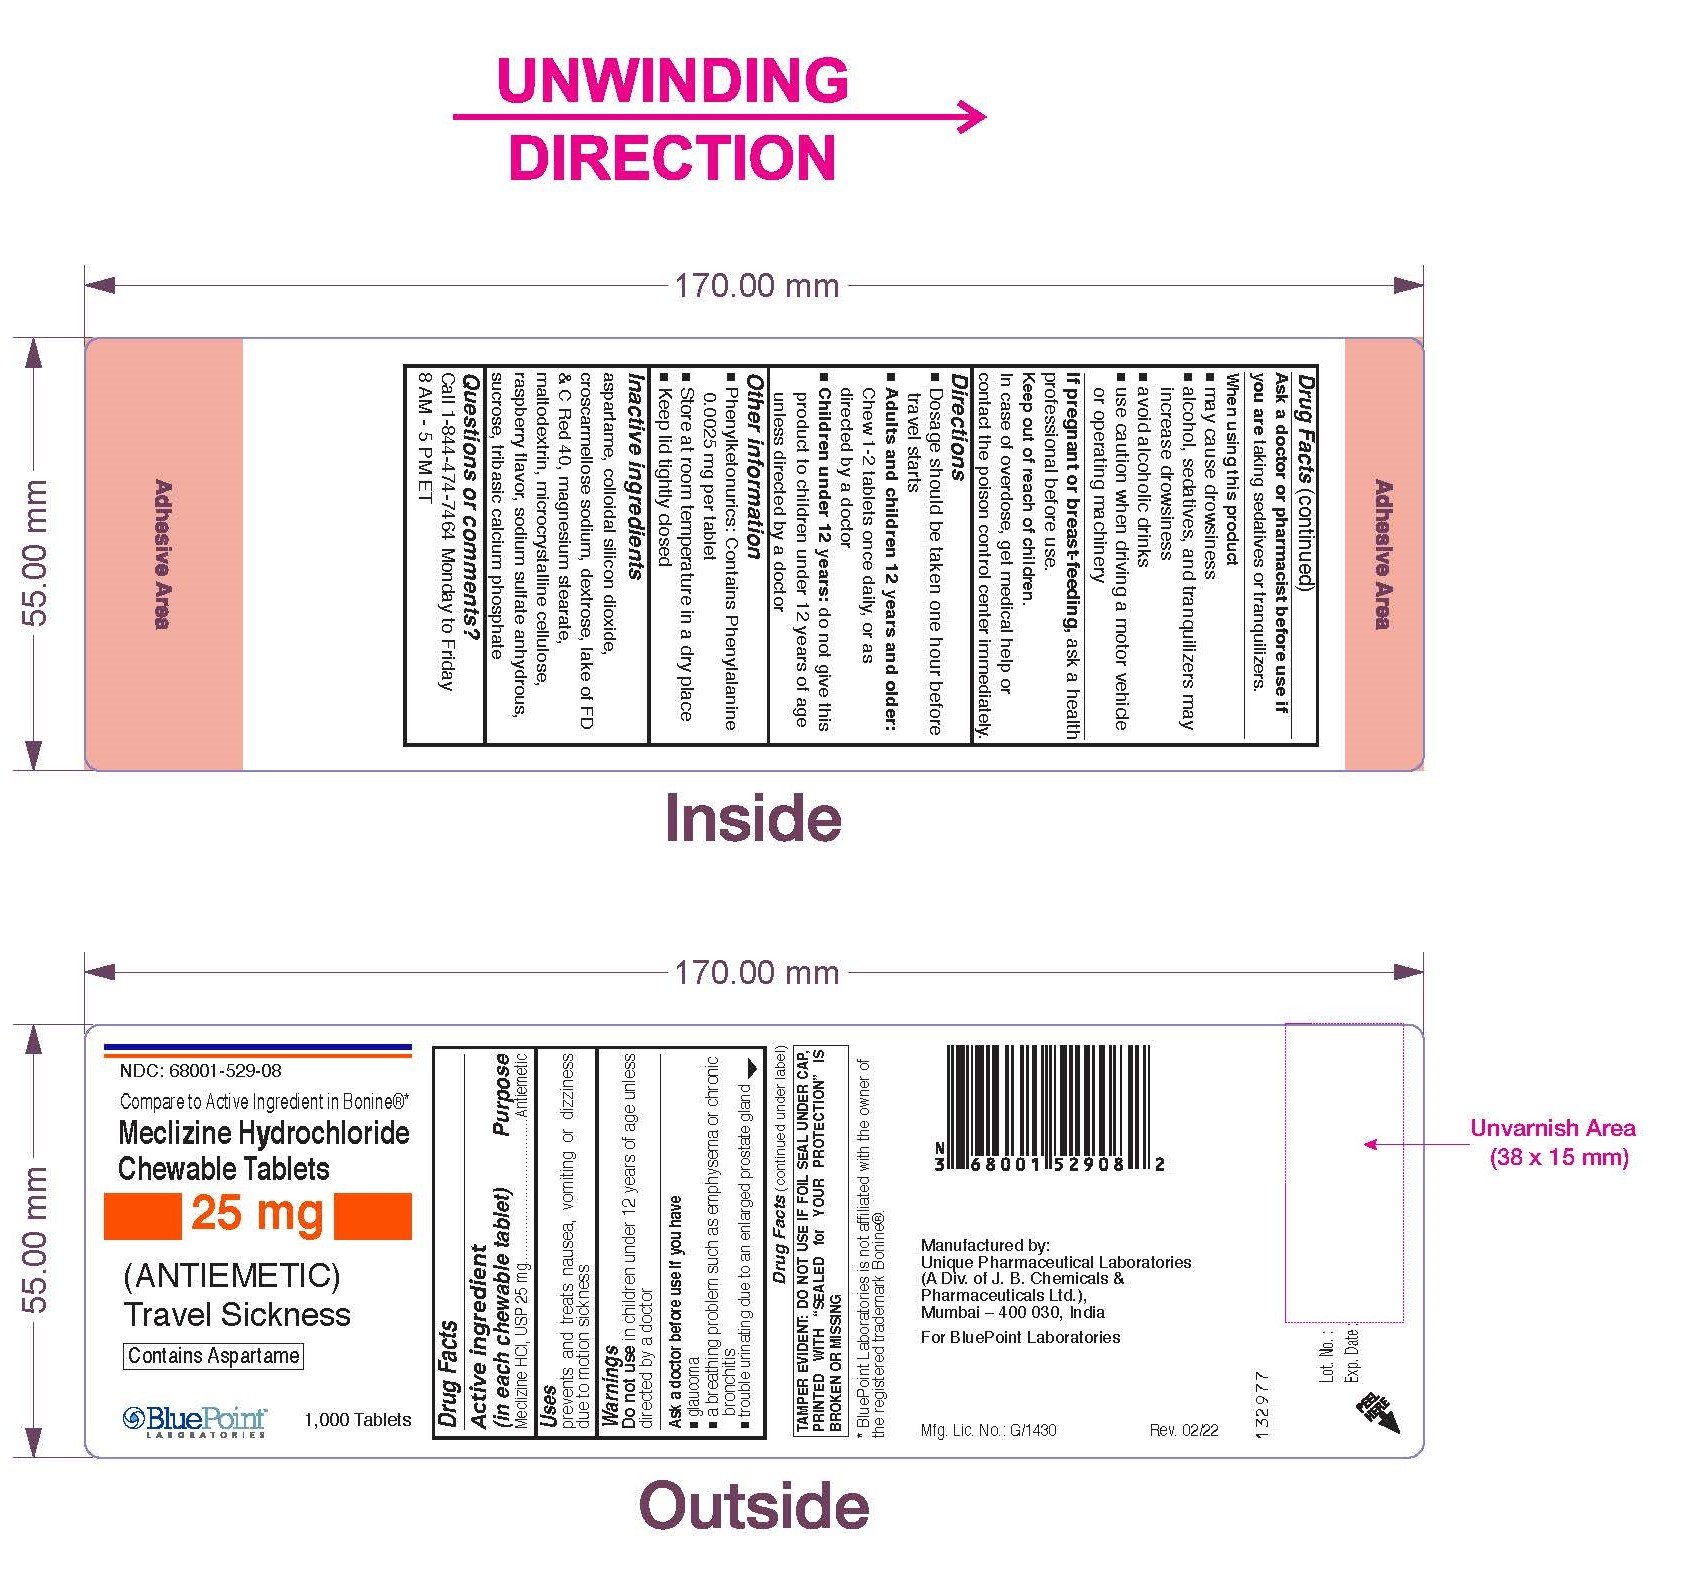 UNWINDING
DIRECTION
170.00 mm
55.00 mm
Adhesive Area
Drug Facts (continued)
Ask a doctor or pharmacist before use if
you are taking sedatives or tranquilizers.
When using this product
▪ may cause drowsiness
▪ alcohol, sedatives, and tranquilizers may
increase drowsiness
▪ avoid alcoholic drinks
▪ use caution when driving a motor vehicle
or operating machinery
If pregnant or breast-feeding, ask a health
professional before use.
Keep out of reach of children.
In case of overdose, get medical help or
contact the poison control center immediately.
Directions
▪ Dosage should be taken one hour before
travel starts
▪ Adults and children 12 years and older:
Chew 1-2 tablets once daily, or as
directed by a doctor
▪ Children under 12 years: do not give this
product to children under 12 years of age
unless directed by a doctor
Other information
▪ Phenylketonurics: Contains Phenylalanine
0.0025 mg per tablet
▪ Store at room temperature in a dry place
▪ Keep lid tightly closed
Inactive ingredients
aspartame, colloidal silicon dioxide,
croscarmellose sodium, dextrose, lake of FD
& C Red 40, magnesium stearate,
maltodextrin, microcrystalline cellulose,
raspberry flavor, sodium sulfate anhydrous,
sucrose, tribasic calcium phosphate
Questions or comments?
Call 1-844-474-7464 Monday to Friday
8 AM - 5 PM ET
Adhesive Area
Inside
170.00 mm
55.00 mm
NDC: 68001-529-08
Compare to Active Ingredient in Bonine®*
Meclizine Hydrochloride
Chewable Tablets
25 mg
(ANTIEMETIC)
Travel Sickness
Contains Aspartame
BluePoint™
LABORATORIES
1,000 Tablets
Drug Facts
Active ingredient
(in each chewable tablet) Purpose
Meclizine HCl, USP 25 mg............................Antiemetic
Uses
prevents and treats nausea, vomiting or dizziness
due to motion sickness
Warnings
Do not use in children under 12 years of age unless
directed by a doctor
Ask a doctor before use if you have
▪ glaucoma
▪ a breathing problem such as emphysema or chronic
bronchitis
▪ trouble urinating due to an enlarged prostate gland
Drug Facts (continued under label)
TAMPER EVIDENT: DO NOT USE IF FOIL SEAL UNDER CAP,
PRINTED WITH "SEALED for YOUR PROTECTION" IS
BROKEN OR MISSING
* BluePoint Laboratories is not affiliated with the owner of
the registered trademark Bonine®.
N
3 68001 52908 2
Manufactured by:
Unique Pharmaceutical Laboratories
(A Div. of J. B. Chemicals &
Pharmaceuticals Ltd.),
Mumbai – 400 030, India
For BluePoint Laboratories
Mfg. Lic. No.: G/1430
Rev. 02/22
132977
Lot. No. :
Exp. Date :
PEEL
HERE
Unvarnish Area
(38 x 15 mm)
Outside